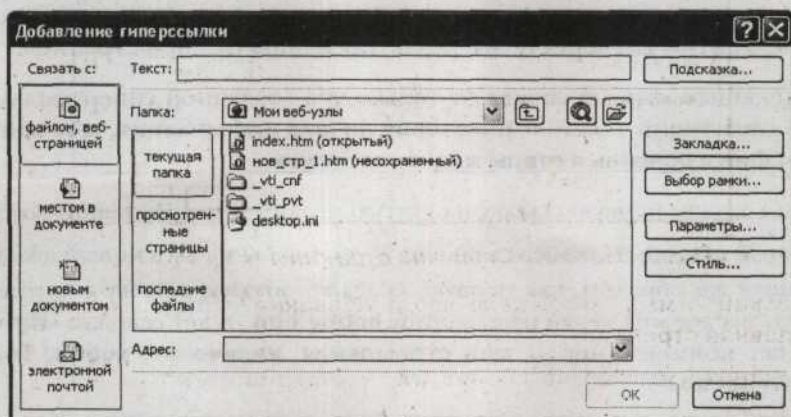 Добавление гиперссылки
Связать с:
Текст:
Подсказка...
файлом, веб-
страницей
местом в
документе
новым
документом
электронной
почтой
Папка:
Мои веб-узлы
текущая
папка
просмотрен-
ные
страницы
последние
файлы
index.htm (открытый)
нов_стр_1.htm (несохраненный)
_vti_cnf
_vti_pvt
desktop.ini
Закладка...
Выбор рамки...
Параметры...
Стиль...
Адрес:
ОК
Отмена